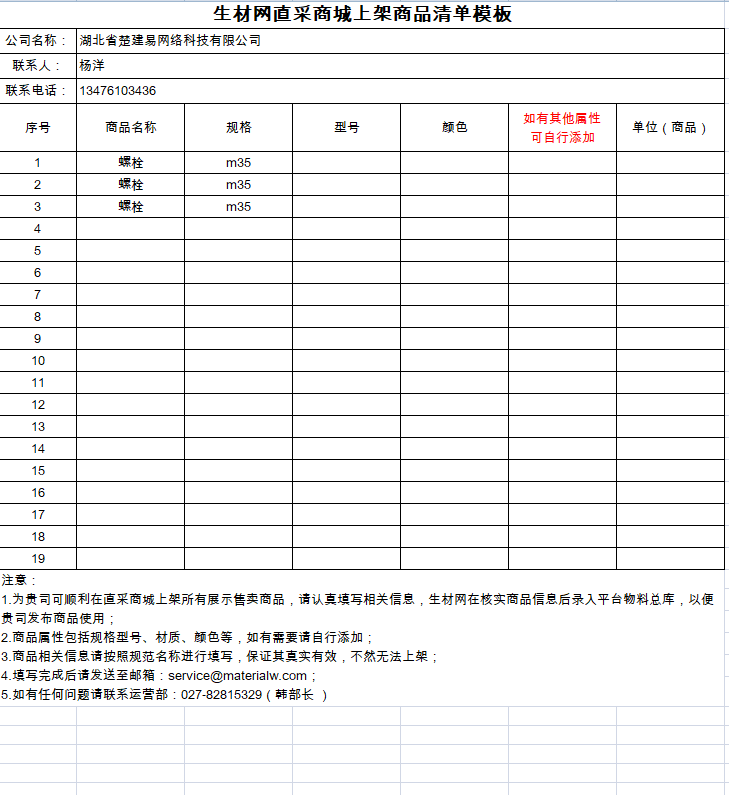 生材网直采商城上架商品清单模板
公司名称： 湖北省楚建易网络科技有限公司
联系人： 杨洋
联系电话： 13476103436
序号 商品名称 规格 型号 颜色 如有其他属性 单位（商品）
可自行添加
1 螺栓 m35
2 螺栓 m35
3 螺栓 m35
4
5
6
7
8
9
10
11
12
13
14
15
16
17
18
19
注意：
1.为贵司可顺利在直采商城上架所有展示售卖商品，请认真填写相关信息，生材网在核实商品信息后录入平台物料总库，以便
贵司发布商品使用；
2.商品属性包括规格型号、材质、颜色等，如有需要请自行添加；
3.商品相关信息请按照规范名称进行填写，保证其真实有效，不然无法上架；
4.填写完成后请发送至邮箱：service@materialw.com；
5.如有任何问题请联系运营部：027-82815329（韩部长 ）